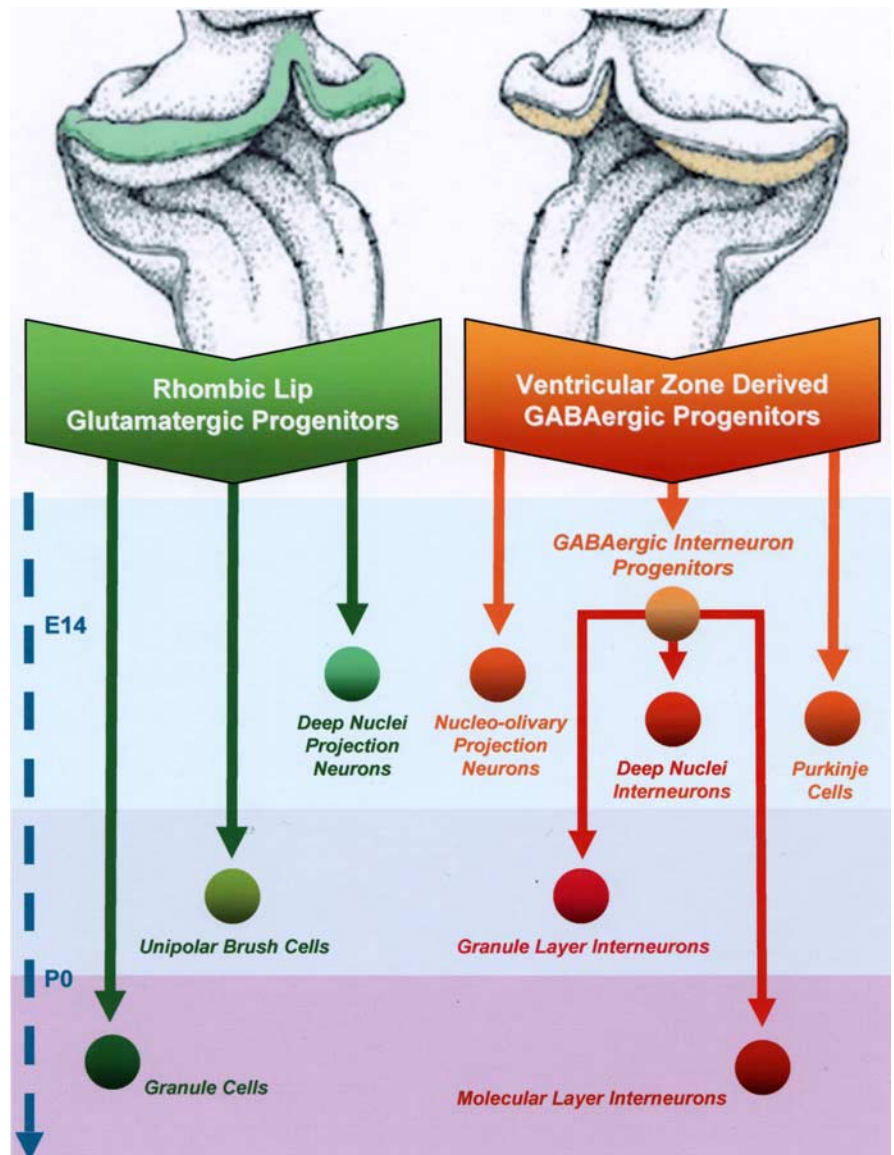 Rhombic Lip
Glutamatergic Progenitors
Ventricular Zone Derived
GABAergic Progenitors
GABAergic Interneuron
Progenitors
E14
Deep Nuclei
Projection
Neurons
Nucleo-olivary
Projection
Neurons
Deep Nuclei
Interneurons
Purkinje
Cells
Unipolar Brush Cells
Granule Layer Interneurons
P0
Granule Cells
Molecular Layer Interneurons